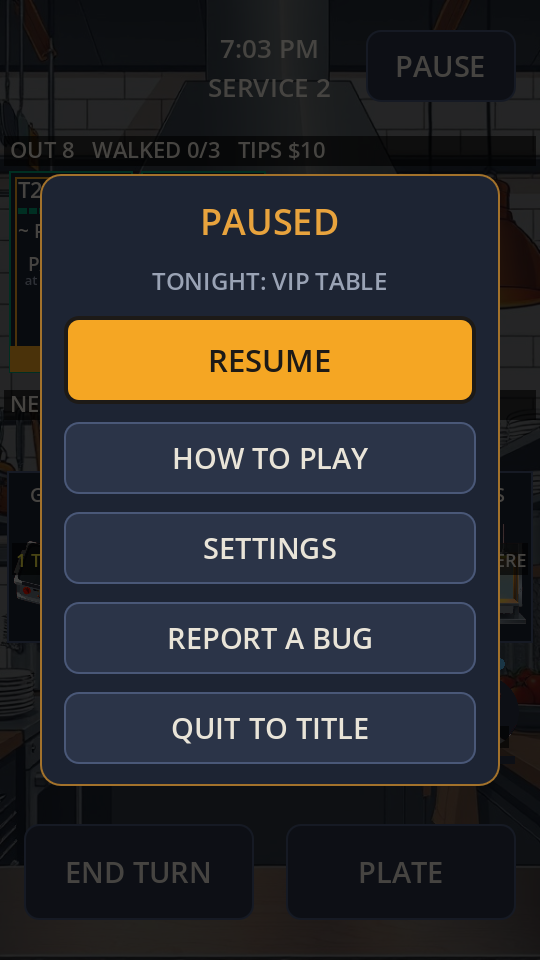 7:03 PM
SERVICE 2
PAUSE
OUT 8 WALKED 0/3 TIPS $10
T2
PAUSED
TONIGHT: VIP TABLE
RESUME
HOW TO PLAY
SETTINGS
REPORT A BUG
QUIT TO TITLE
END TURN
PLATE